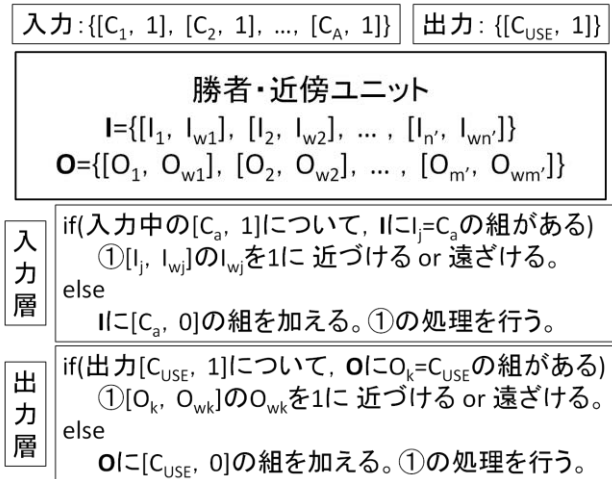 入力:{[C1, 1], [C2, 1], ..., [CA, 1]}
出力: {[CUSE, 1]}
勝者・近傍ユニット
I={[I1, Iw1], [I2, Iw2], ... , [In′, Iwn′]}
O={[O1, Ow1], [O2, Ow2], ... , [Om′, Owm′]}
入力層
if(入力中の[Ca, 1]について, IにIj=Caの組がある)
①[Ij, Iwj]のIwjを1に 近づける or 遠ざける。
else
Iに[Ca, 0]の組を加える。①の処理を行う。
出力層
if(出力[CUSE, 1]について, OにOk=CUSEの組がある)
①[Ok, Owk]のOwkを1に 近づける or 遠ざける。
else
Oに[CUSE, 0]の組を加える。①の処理を行う。